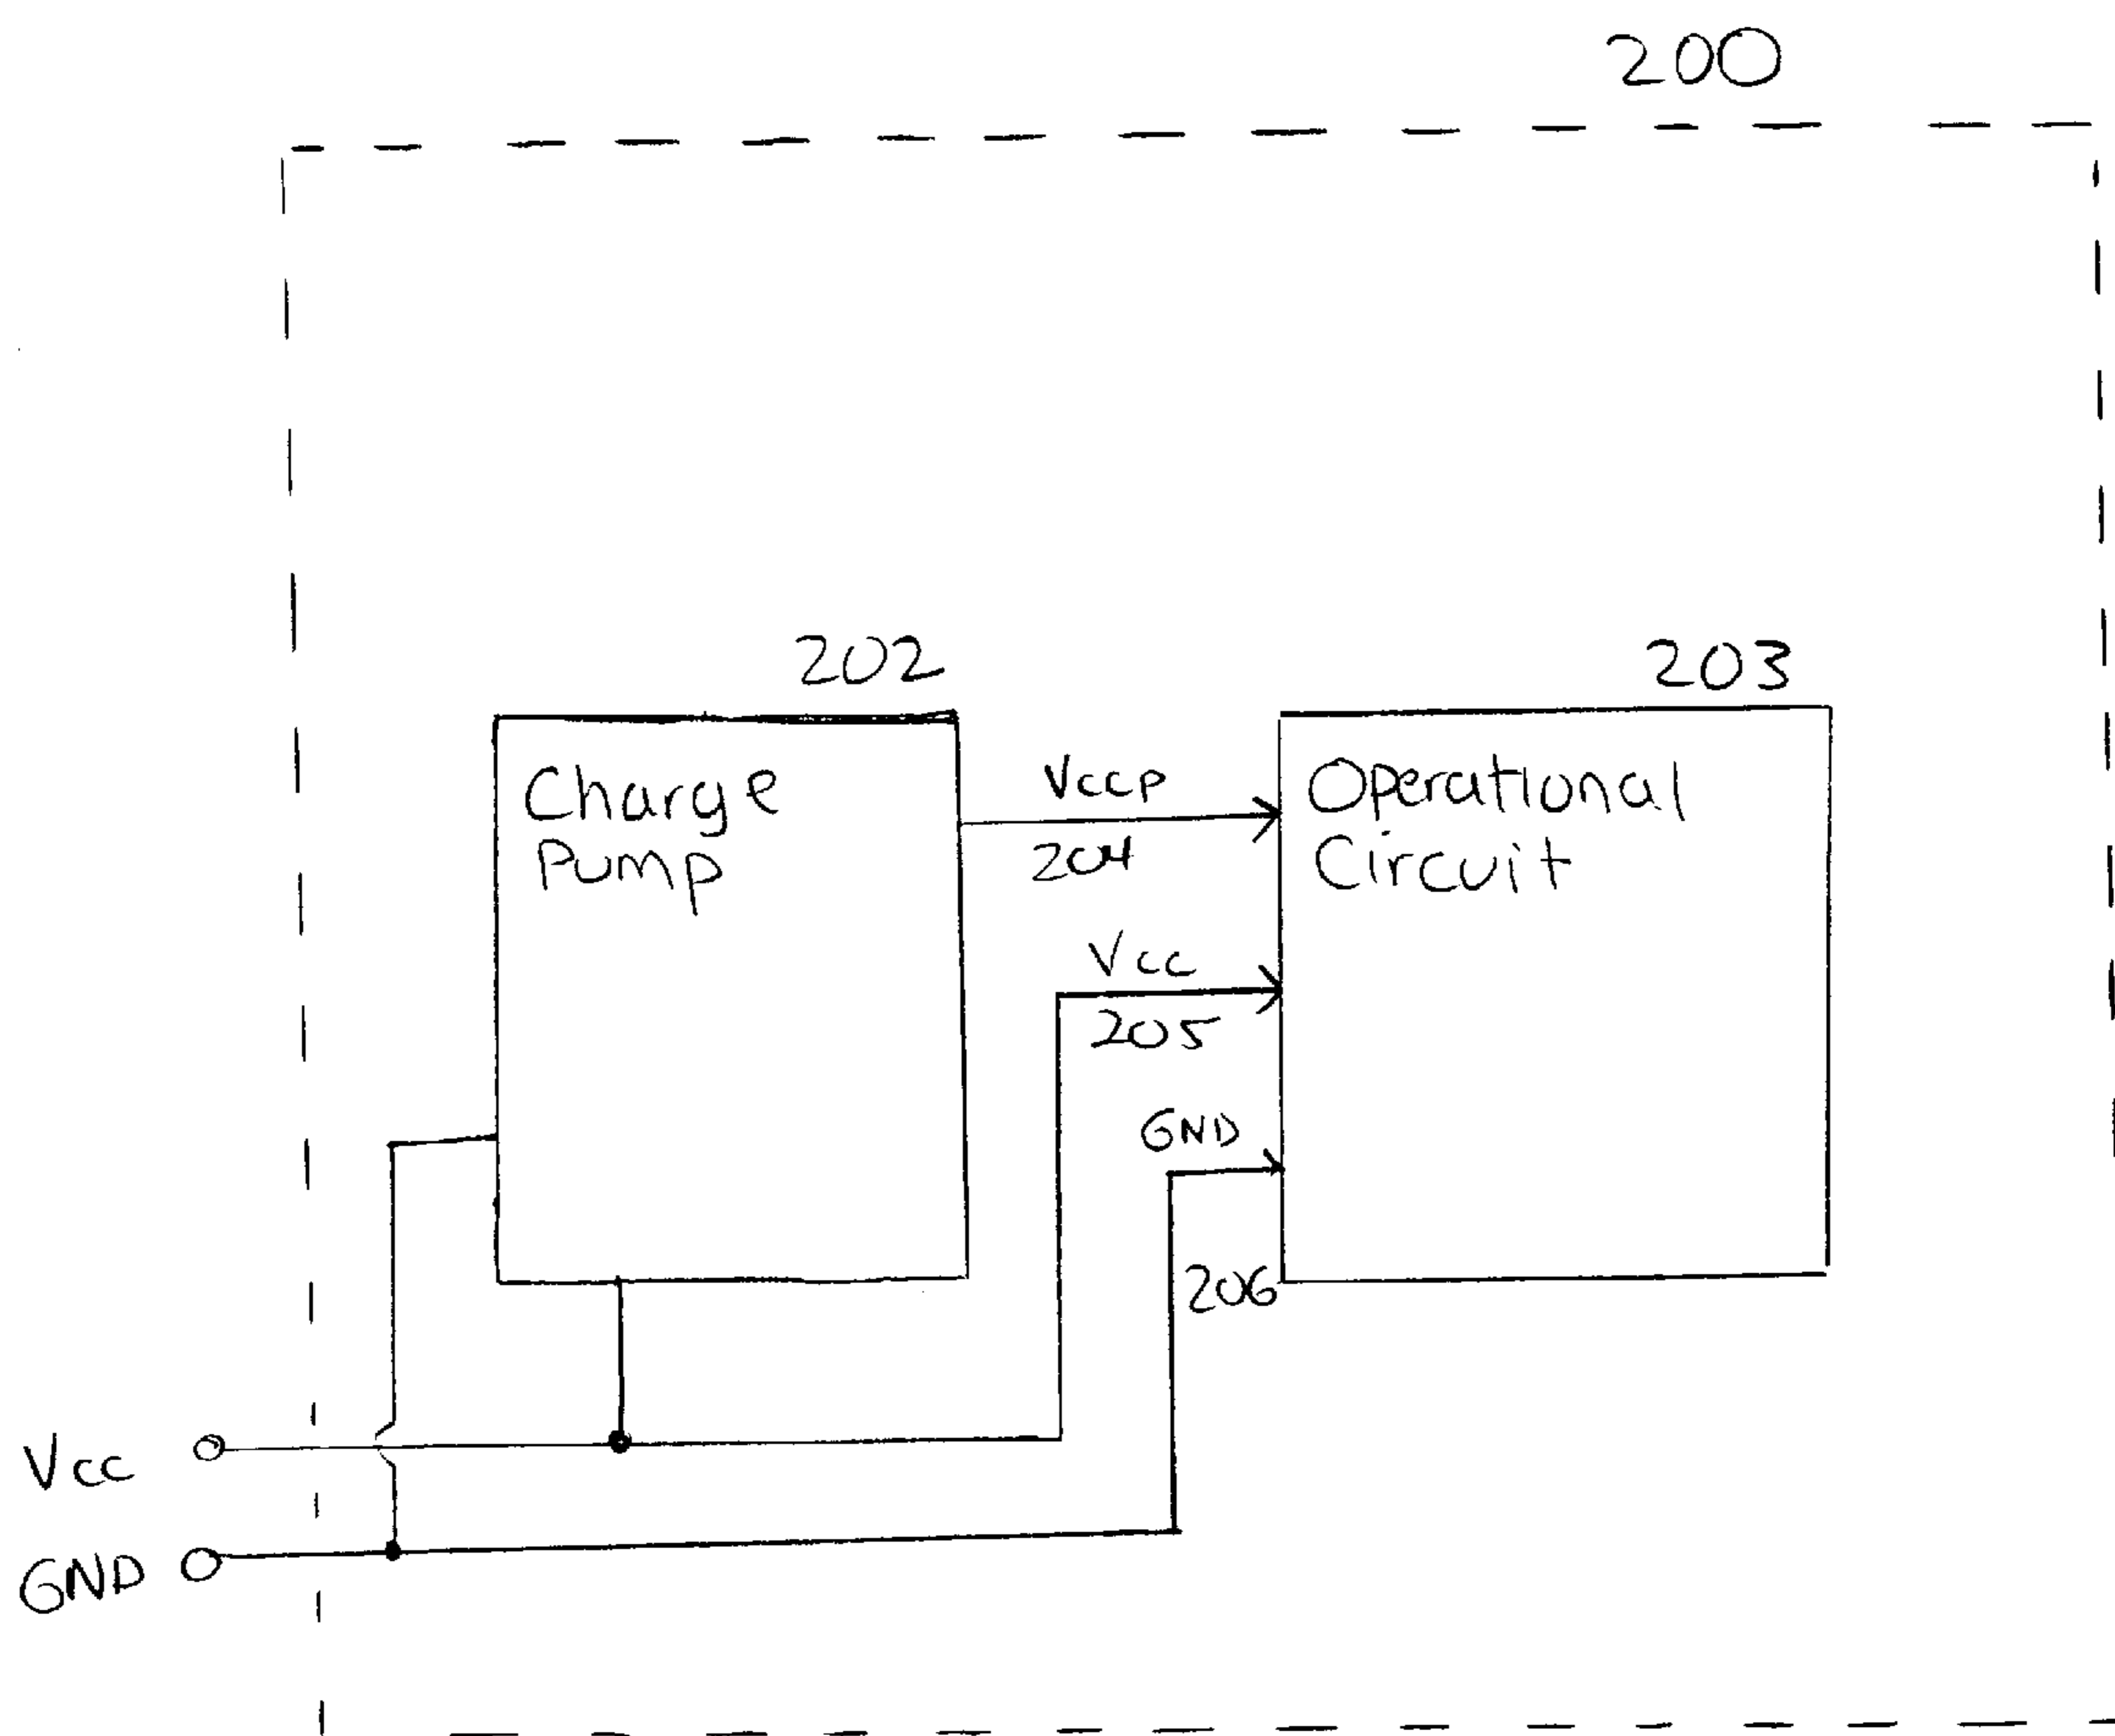 200
202
203
Charge
Pump
Vccp
204
Operational
Circuit
Vcc
205
GND
206
Vcc
GND